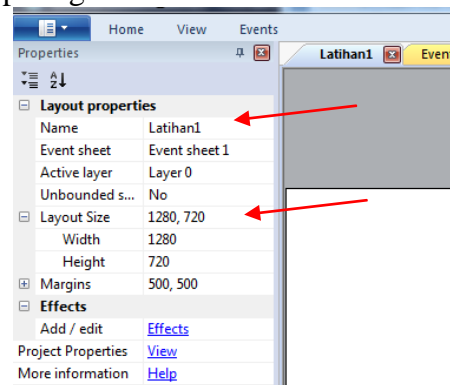 Home View Events
Properties
Latihan1 Even
Layout properties
Name Latihan1
Event sheet Event sheet 1
Active layer Layer 0
Unbounded s... No
Layout Size 1280, 720
Width 1280
Height 720
Margins 500, 500
Effects
Add / edit Effects
Project Properties View
More information Help